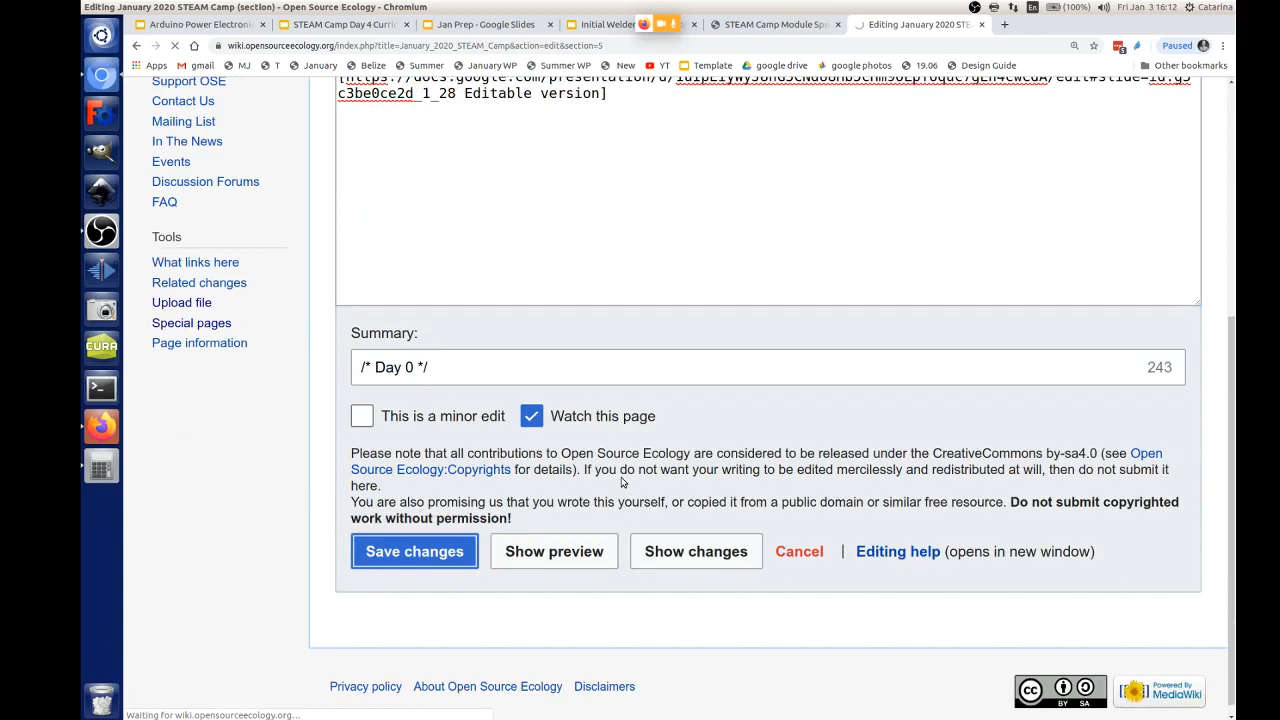 Editing January 2020 STEAM Camp (section) - Open Source Ecology - Chromium
En (100%) Fri Jan 3 16:12 Catarina
Arduino Power Electroni
STEAM Camp Day 4 Curri
Jan Prep - Google Slides
Initial Welder
STEAM Camp Module Spe
Editing January 2020 STE
wiki.opensourceecology.org/index.php?title=January_2020_STEAM_Camp&action=edit&section=5
Paused
Apps gmail MJ T January January WP Belize Summer Summer WP New YT Template google drive photos 19.06 Design Guide Other bookmarks
Support OSE
Contact Us
Mailing List
In The News
Events
Discussion Forums
FAQ
Tools
What links here
Related changes
Upload file
Special pages
Page information
c3be0ce2d_1_28 Editable version]
Summary:
/* Day 0 */ 243
This is a minor edit Watch this page
Please note that all contributions to Open Source Ecology are considered to be released under the CreativeCommons by-sa4.0 (see Open
Source Ecology:Copyrights for details). If you do not want your writing to be edited mercilessly and redistributed at will, then do not submit it
here.
You are also promising us that you wrote this yourself, or copied it from a public domain or similar free resource. Do not submit copyrighted
work without permission!
Save changes Show preview Show changes Cancel | Editing help (opens in new window)
Privacy policy About Open Source Ecology Disclaimers
cc BY SA
Powered By MediaWiki
CURA
Waiting for wiki.opensourceecology.org...